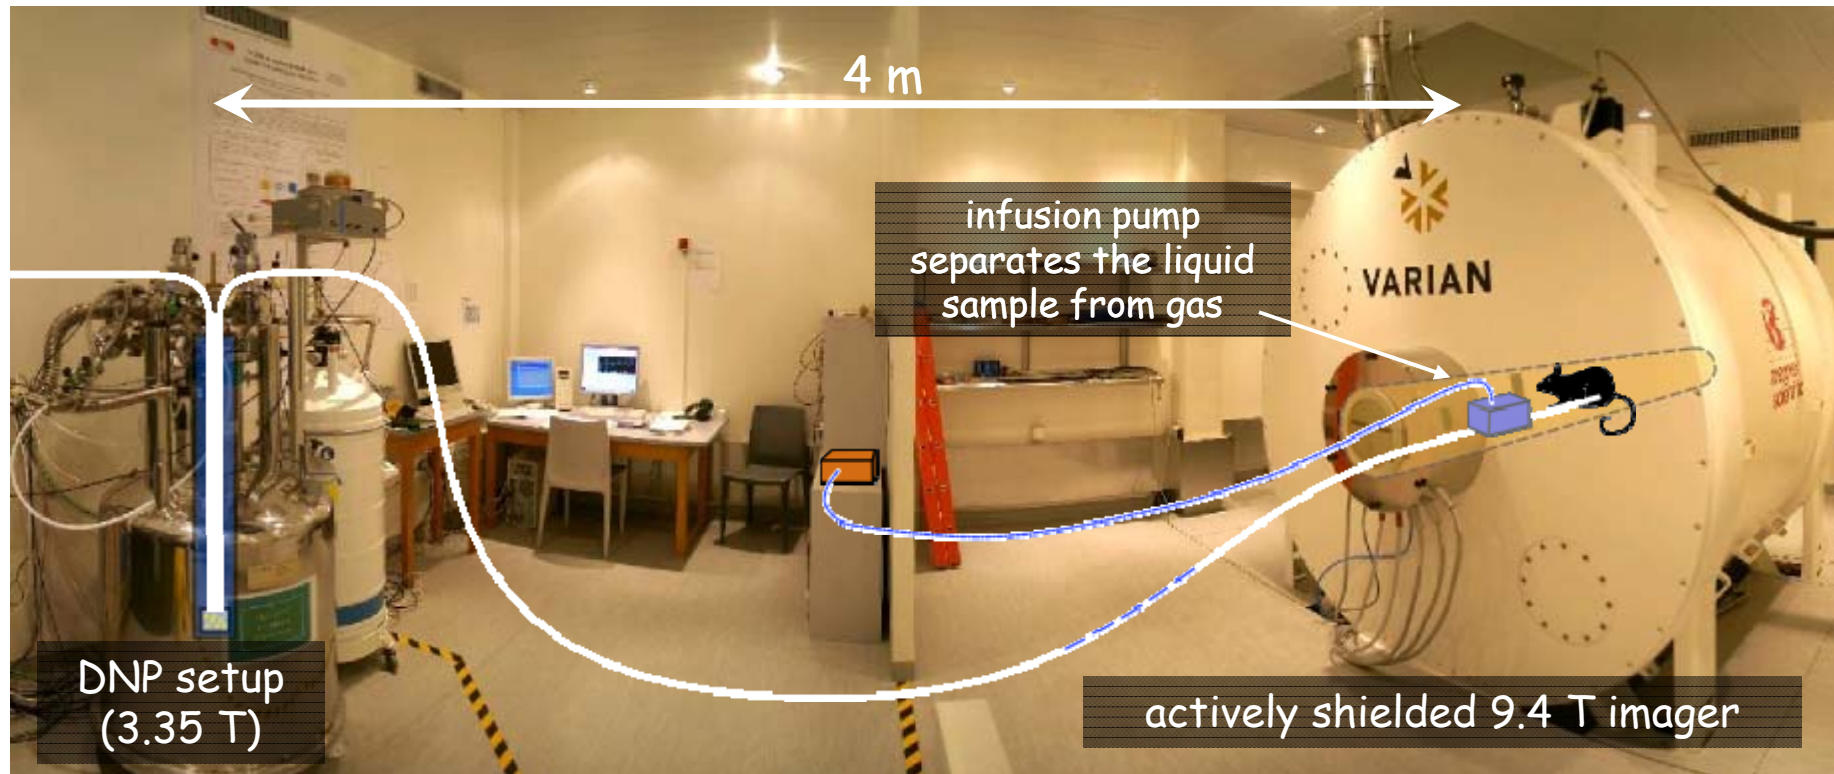 4 m
infusion pump
separates the liquid
sample from gas
VARIAN
DNP setup
(3.35 T)
actively shielded 9.4 T imager